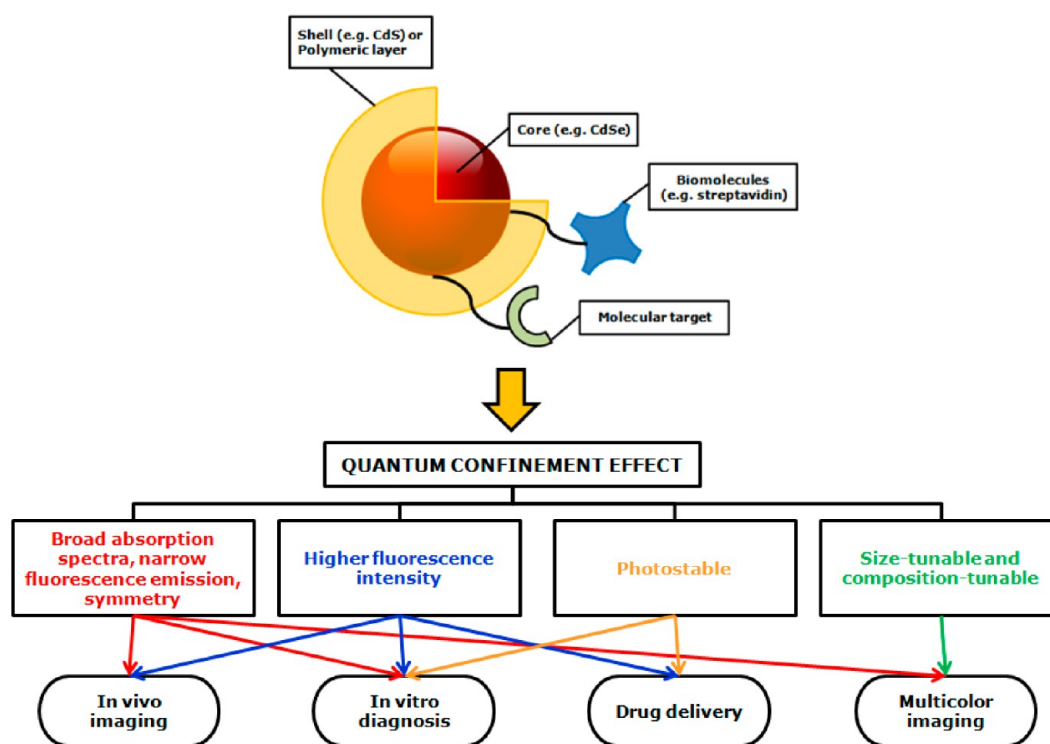 Shell (e.g. CdS) or
Polymeric layer
Core (e.g. CdSe)
Biomolecules
(e.g. streptavidin)
Molecular target
QUANTUM CONFINEMENT EFFECT
Broad absorption
spectra, narrow
fluorescence emission,
symmetry
Higher fluorescence
intensity
Photostable
Size-tunable and
composition-tunable
In vivo
imaging
In vitro
diagnosis
Drug delivery
Multicolor
imaging